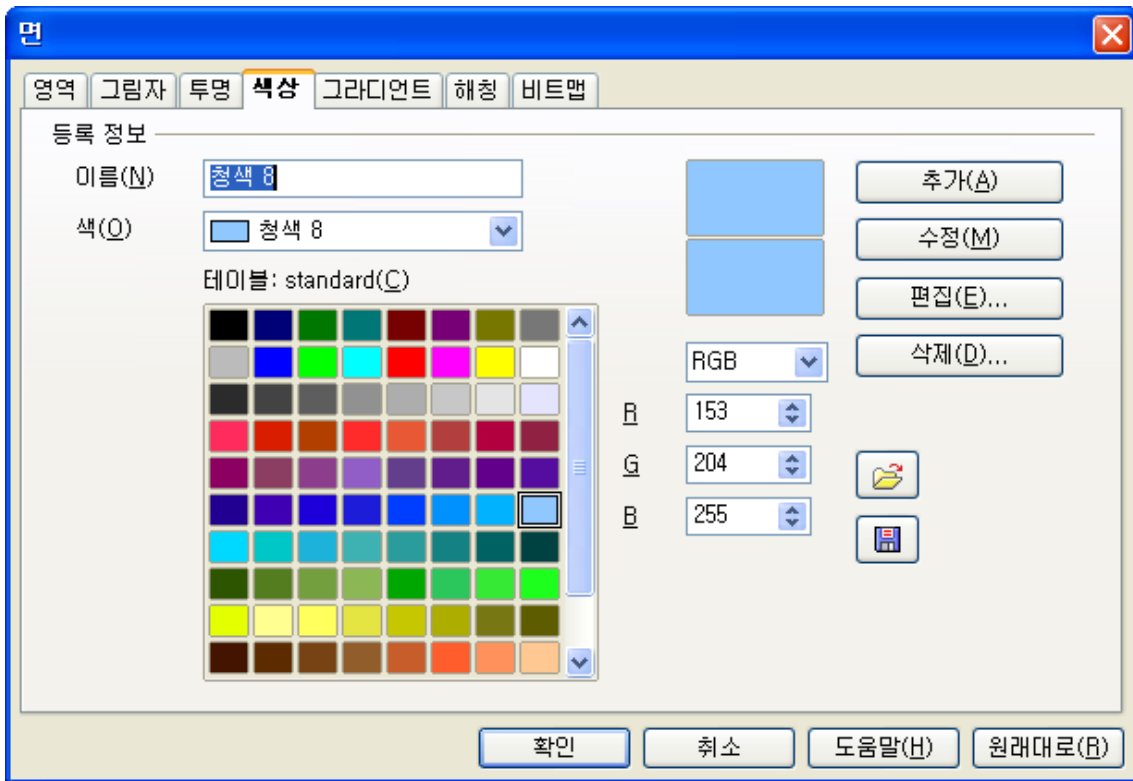 면
영역 그림자 투명 색상 그라디언트 해칭 비트맵
등록 정보
이름(N) 청색 8 추가(A)
색(O) 청색 8 수정(M)
테이블: standard(C) 편집(E)...
RGB 삭제(D)...
R 153
G 204
B 255
확인 취소 도움말(H) 원래대로(R)